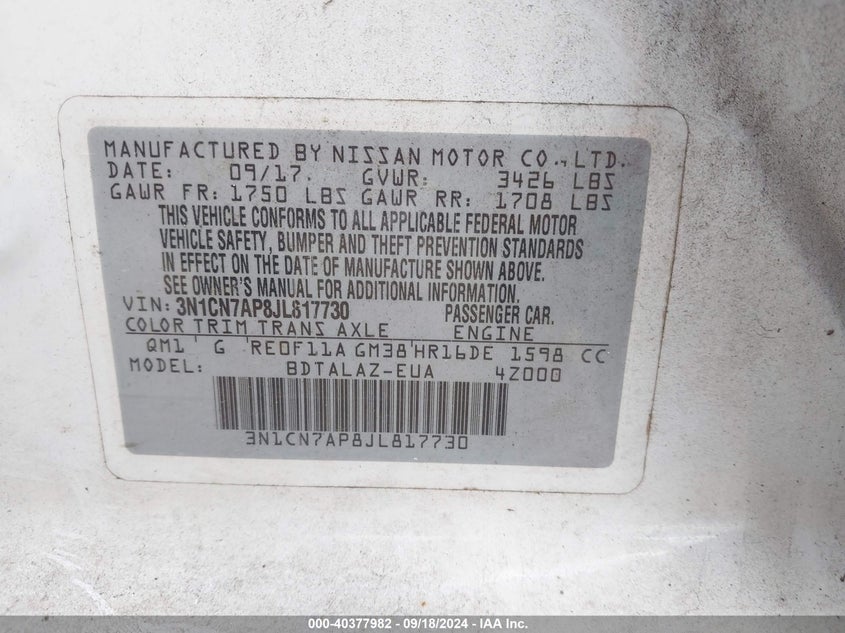 MANUFACTURED BY NISSAN MOTOR CO., LTD.
DATE: 09/17. GVWR: 3426 LBS
GAWR FR: 1750 LBS GAWR RR: 1708 LBS
THIS VEHICLE CONFORMS TO ALL APPLICABLE FEDERAL MOTOR
VEHICLE SAFETY, BUMPER AND THEFT PREVENTION STANDARDS
IN EFFECT ON THE DATE OF MANUFACTURE SHOWN ABOVE.
SEE OWNER'S MANUAL FOR ADDITIONAL INFORMATION.
VIN: 3N1CN7AP8JL817730 PASSENGER CAR.
COLOR TRIM TRANS AXLE ENGINE
QM1 G RE0F11A GM38 HR16DE 1598 CC
MODEL: BDTALAZ-EUA 4Z000
3N1CN7AP8JL817730
000-40377982 - 09/18/2024 - IAA, Inc.